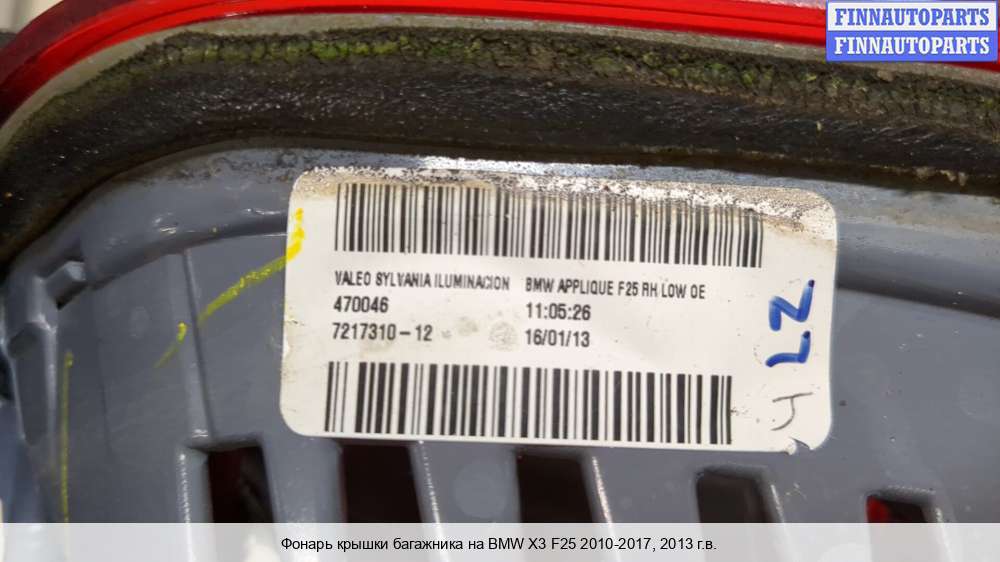 FINNAUTOPARTS
FINNAUTOPARTS
VALEO SYLVANIA ILUMINACION BMW APPLIQUE F25 RH LOW OE
470046 11:05:26
7217310-12 16/01/13
Фонарь крышки багажника на BMW X3 F25 2010-2017, 2013 г.в.